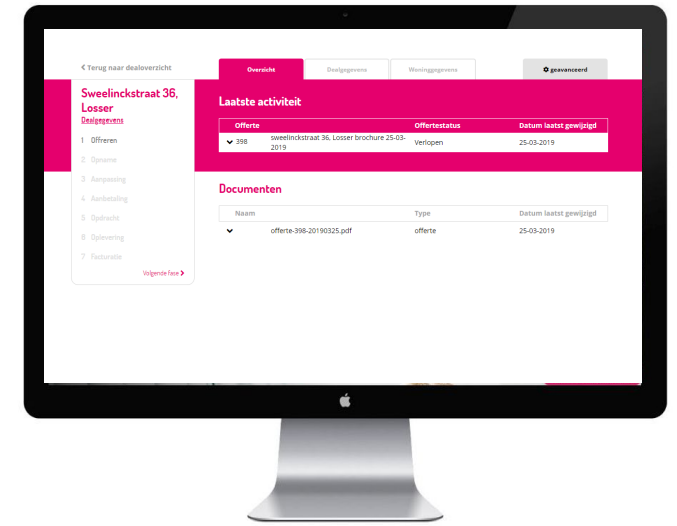 Terug naar dealoverzicht
Overzicht
Dealgegevens
Woninggegevens
geavanceerd
Sweelinckstraat 36,
Losser
Dealgegevens
1 Offreren
2 Opname
3 Aanpassing
4 Aanbetaling
5 Opdracht
6 Oplevering
7 Facturatie
Volgende fase
Laatste activiteit
Offerte Offertestatus Datum laatst gewijzigd
398 sweelinckstraat 36, Losser brochure 25-03-
2019 Verlopen 25-03-2019
Documenten
Naam Type Datum laatst gewijzigd
offerte-398-20190325.pdf offerte 25-03-2019